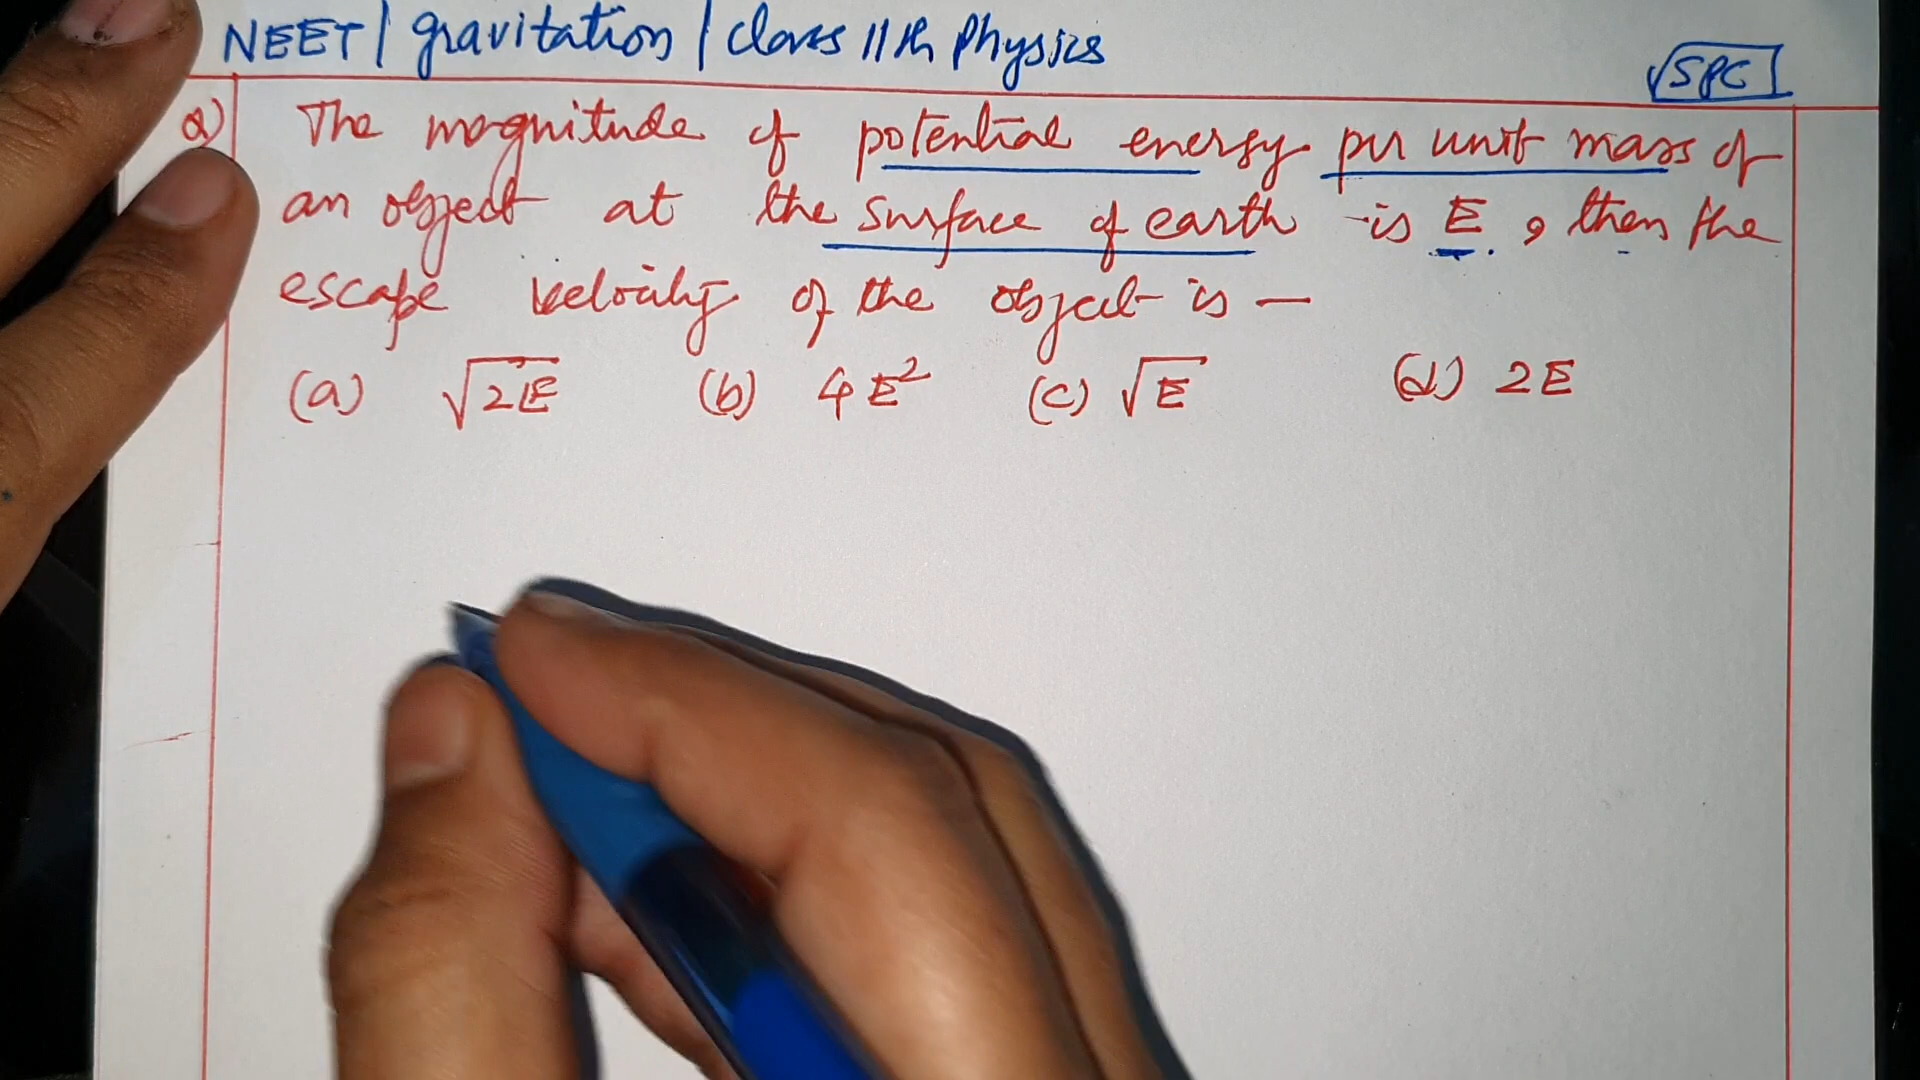 NEET / gravitation / class 11th Physics
SPC
Q) The magnitude of potential energy per unit mass of
an object at the surface of earth is E, then the
escape velocity of the object is —
(a) √2E (b) 4E² (c) √E (d) 2E